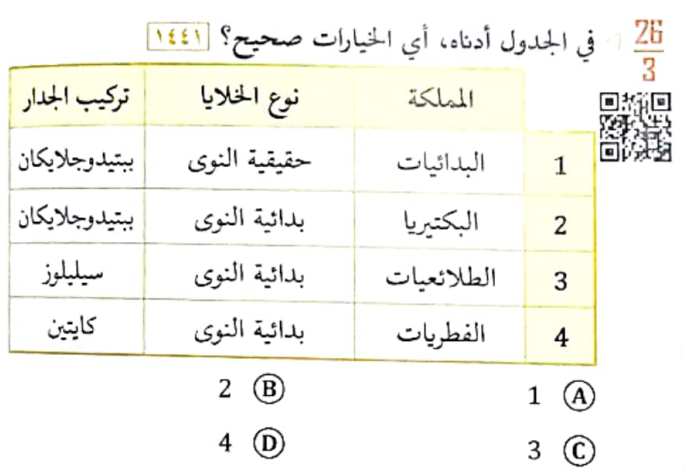 26
3
في الجدول أدناه، أي الخيارات صحيح؟ ١٤٤١
المملكة نوع الخلايا تركيب الجدار
1 البدائيات حقيقية النوى ببتيدوجلايكان
2 البكتيريا بدائية النوى ببتيدوجلايكان
3 الطلائعيات بدائية النوى سيليلوز
4 الفطريات بدائية النوى كايتين
A 1 B 2
C 3 D 4